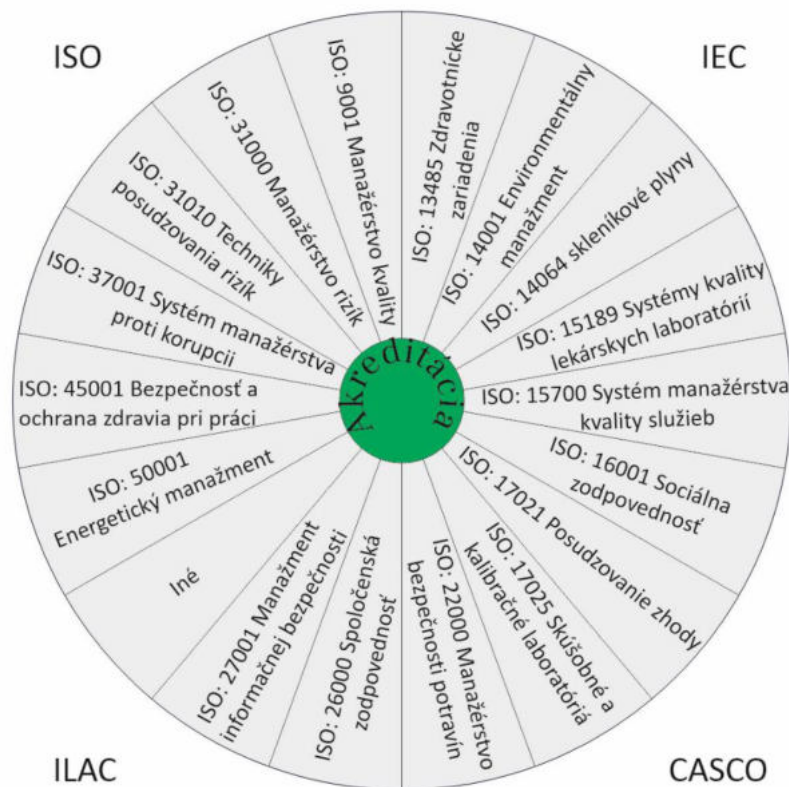 ISO
IEC
ISO: 9001 Manažérstvo kvality
ISO: 13485 Zdravotnícke
zariadenia
ISO: 14001 Environmentálny
manažment
ISO: 14064 skleníkové plyny
ISO: 15189 Systémy kvality
lekárskych laboratórií
ISO: 15700 Systém manažérstva
kvality služieb
ISO: 16001 Sociálna
zodpovednosť
ISO: 17021 Posudzovanie zhody
ISO: 17025 Skúšobné a
kalibračné laboratóriá
ISO: 22000 Manažérstvo
bezpečnosti potravín
ISO: 26000 Spoločenská
zodpovednosť
ISO: 27001 Manažment
informačnej bezpečnosti
Iné
ISO: 50001
Energetický manažment
ISO: 45001 Bezpečnosť a
ochrana zdravia pri práci
ISO: 37001 Systém manažérstva
proti korupcii
ISO: 31010 Techniky
posudzovania rizík
ISO: 31000 Manažérstvo rizík
Akreditácia
ILAC
CASCO